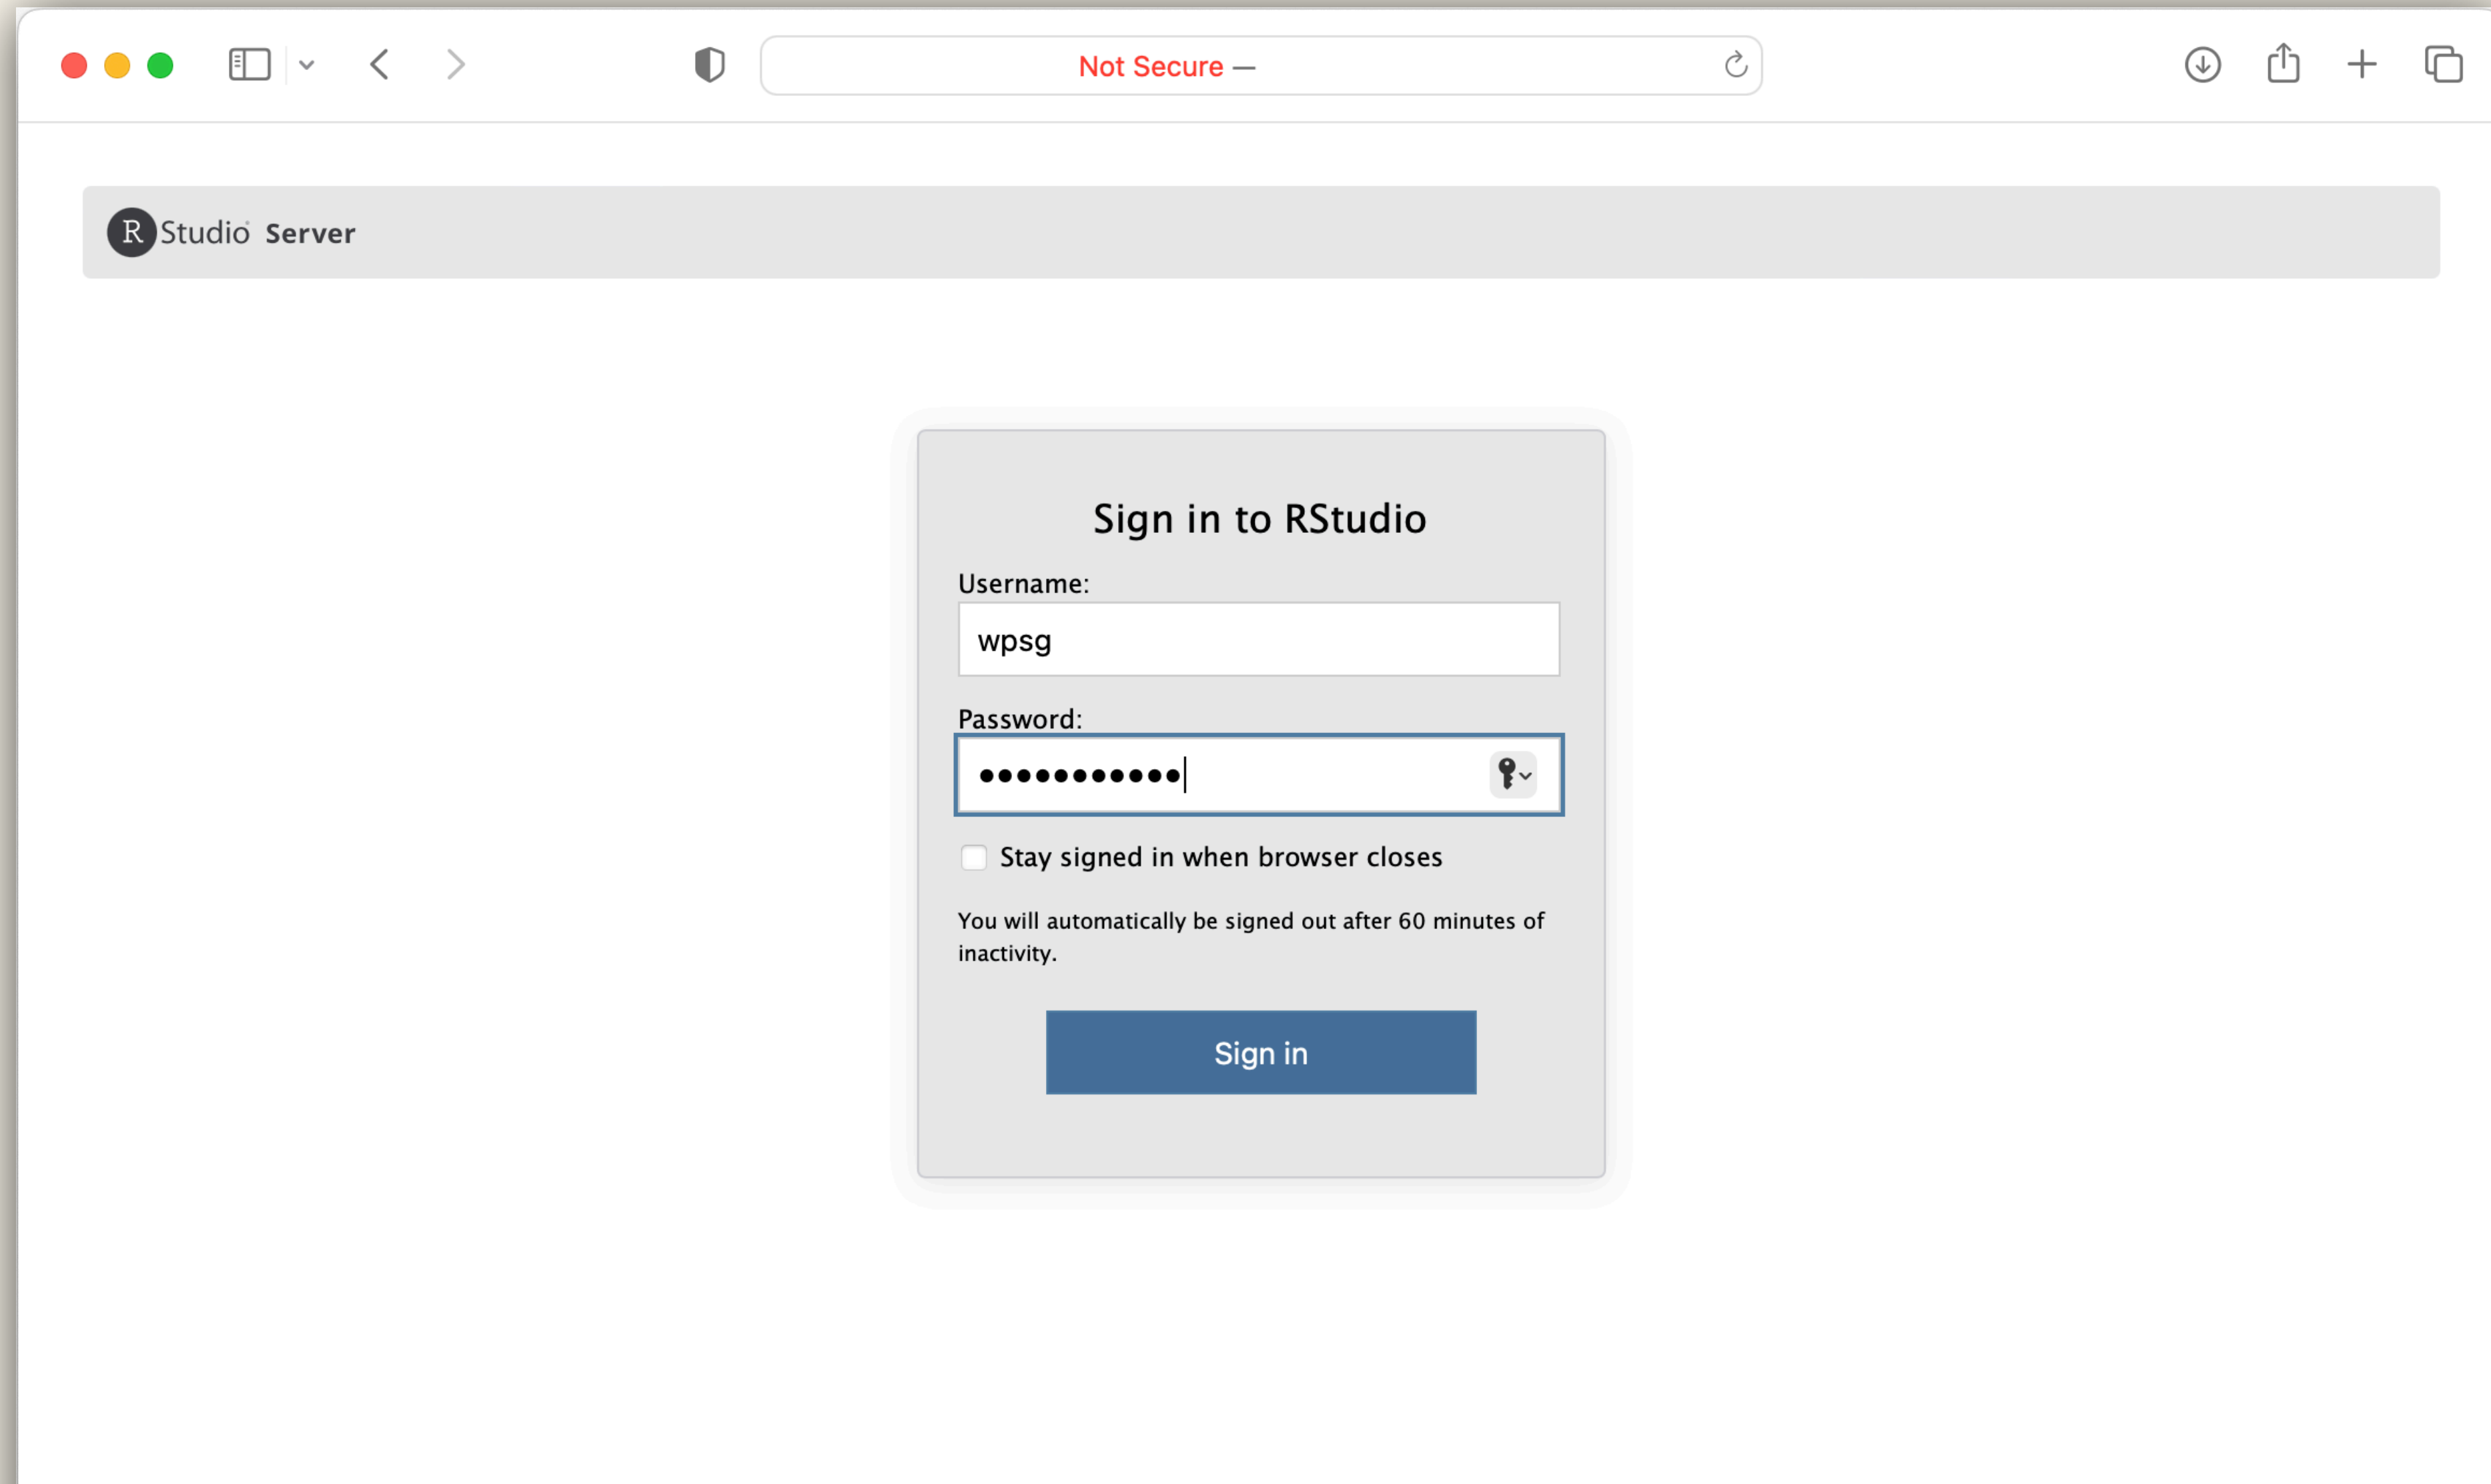 Not Secure —
R Studio Server
Sign in to RStudio
Username:
wpsg
Password:
•••••••••••
Stay signed in when browser closes
You will automatically be signed out after 60 minutes of
inactivity.
Sign in